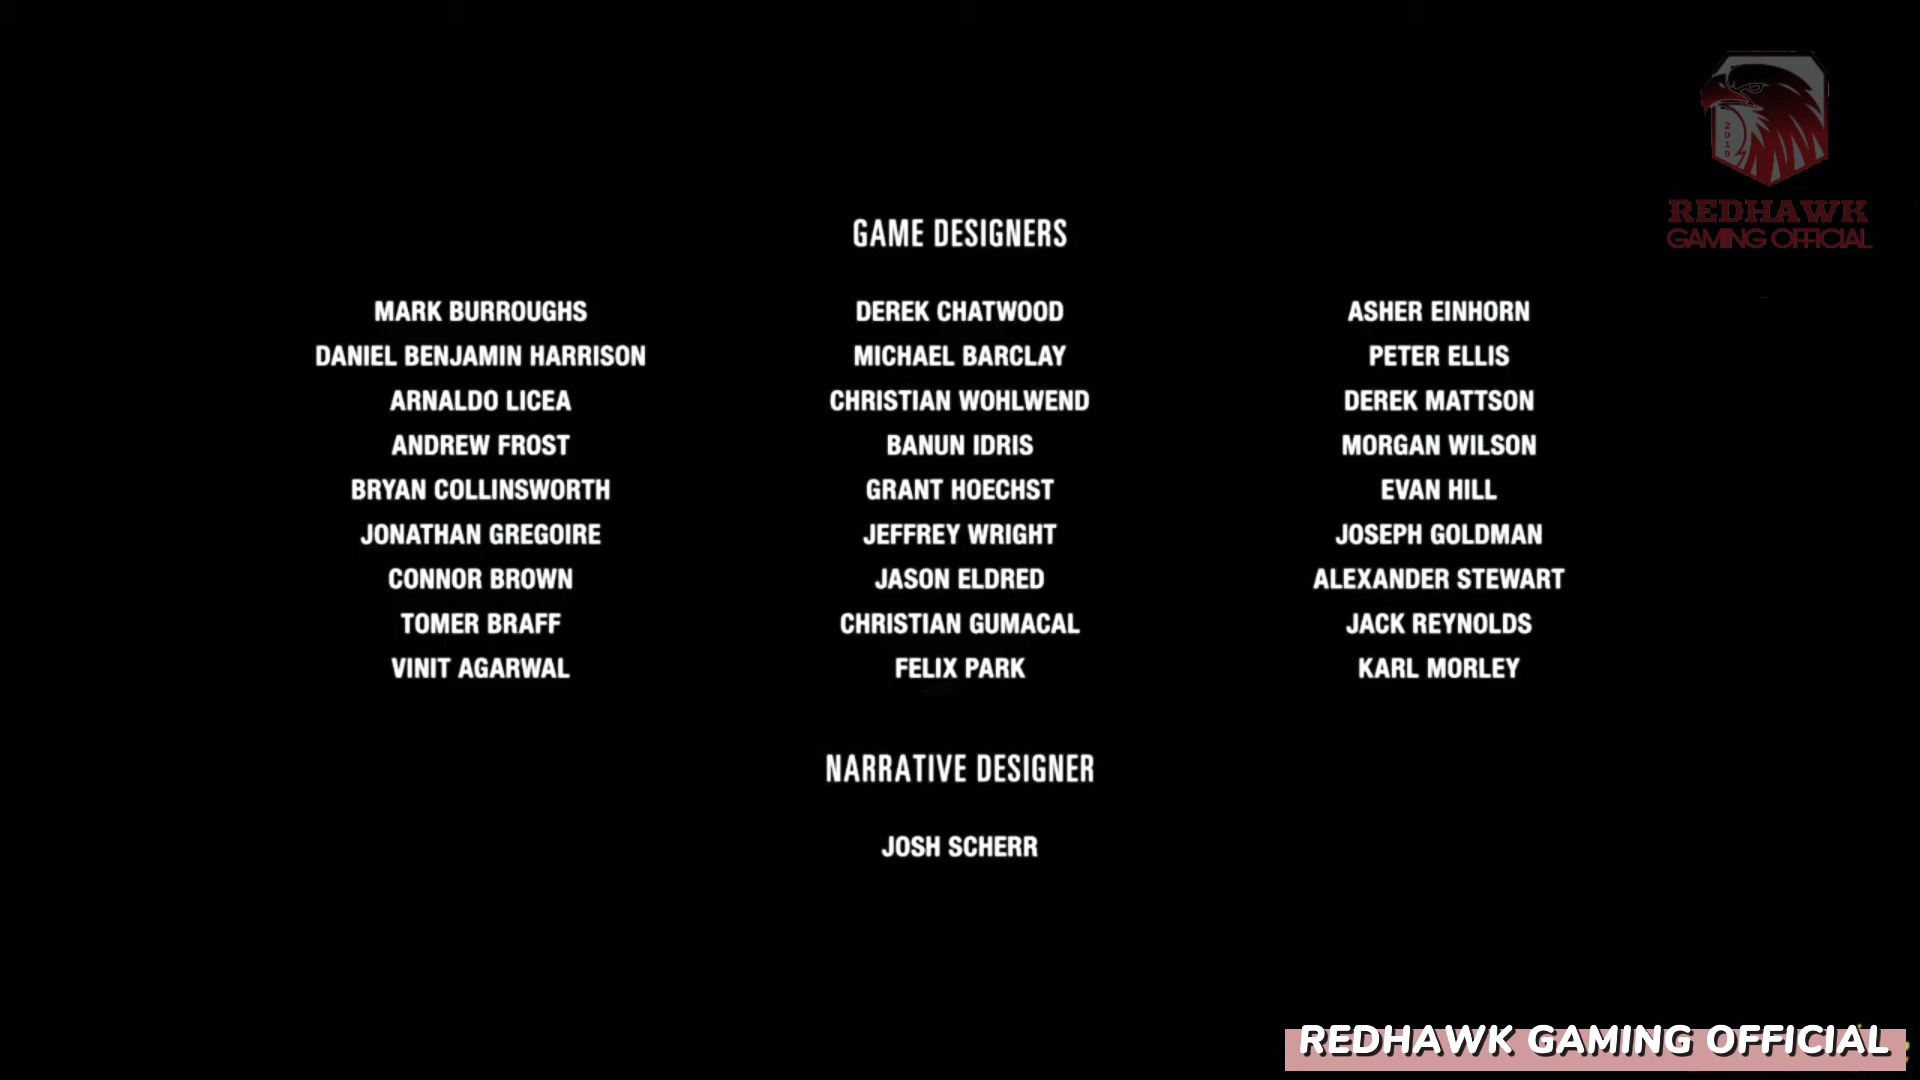 2019
REDHAWK
GAMING OFFICIAL
GAME DESIGNERS
MARK BURROUGHS DEREK CHATWOOD ASHER EINHORN
DANIEL BENJAMIN HARRISON MICHAEL BARCLAY PETER ELLIS
ARNALDO LICEA CHRISTIAN WOHLWEND DEREK MATTSON
ANDREW FROST BANUN IDRIS MORGAN WILSON
BRYAN COLLINSWORTH GRANT HOECHST EVAN HILL
JONATHAN GREGOIRE JEFFREY WRIGHT JOSEPH GOLDMAN
CONNOR BROWN JASON ELDRED ALEXANDER STEWART
TOMER BRAFF CHRISTIAN GUMACAL JACK REYNOLDS
VINIT AGARWAL FELIX PARK KARL MORLEY
NARRATIVE DESIGNER
JOSH SCHERR
REDHAWK GAMING OFFICIAL